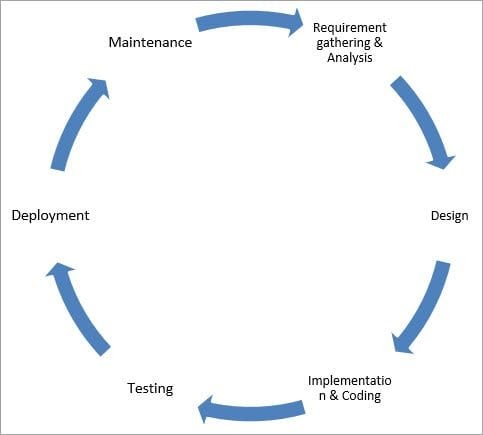 Maintenance
Requirement
gathering &
Analysis
Deployment
Design
Testing
Implementatio
n & Coding